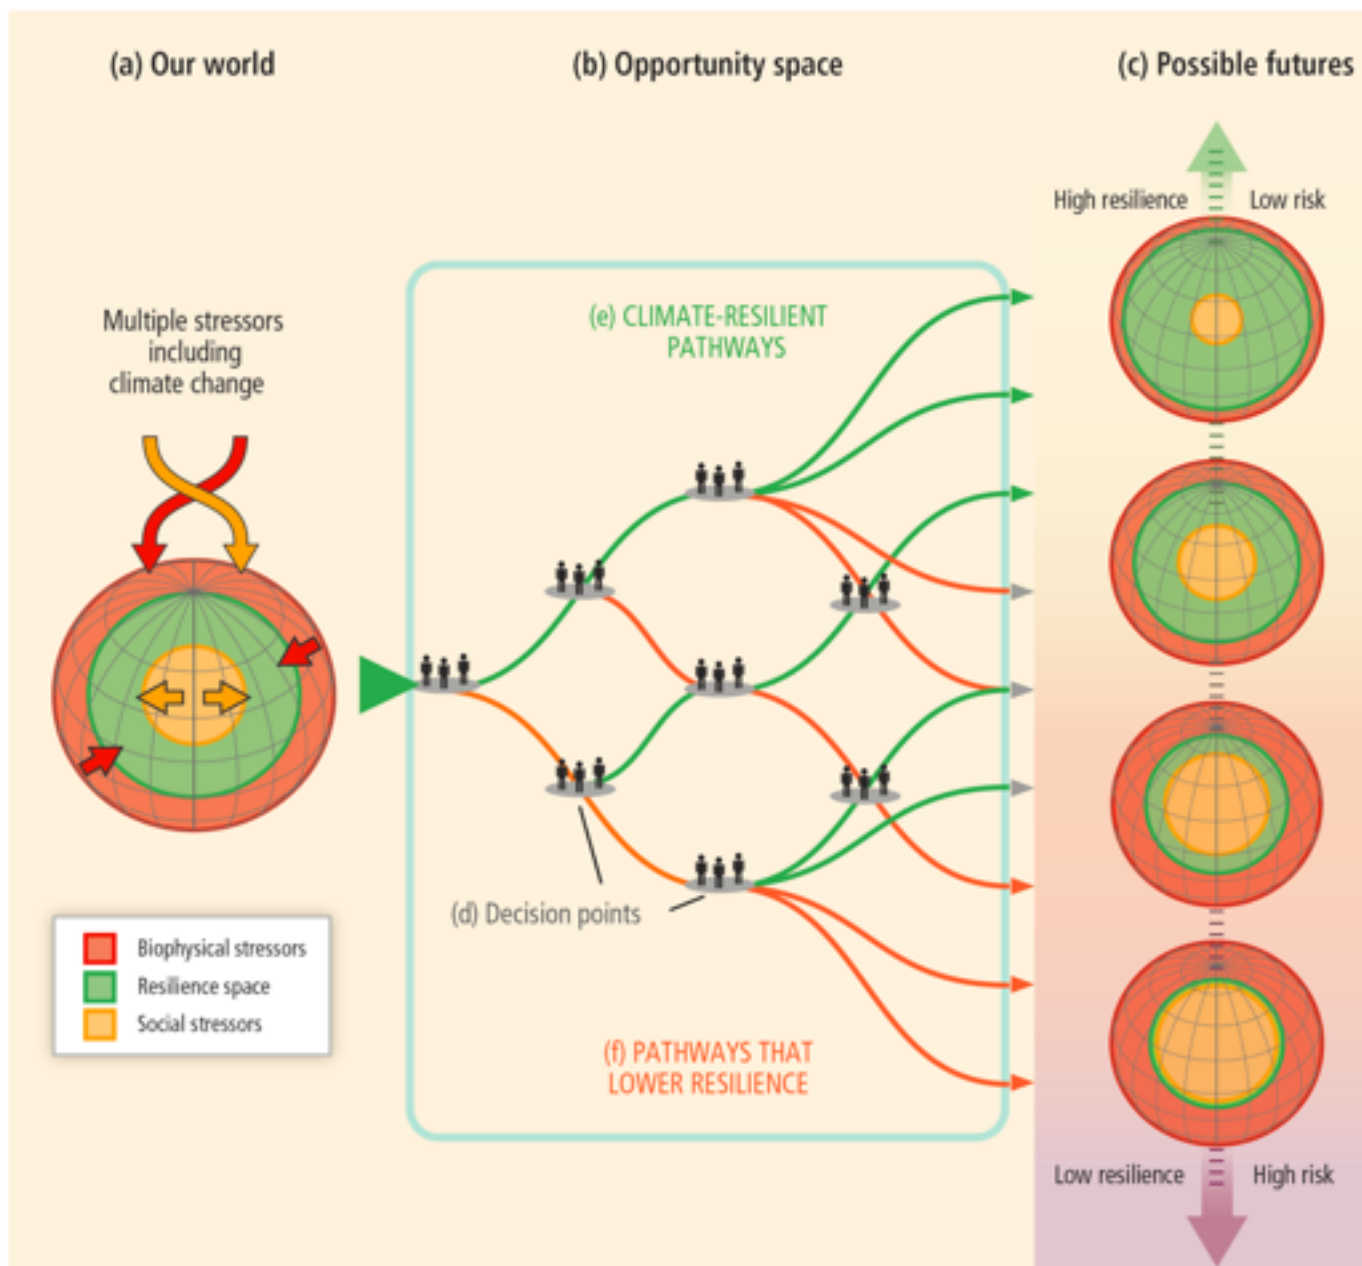 (a) Our world
(b) Opportunity space
(c) Possible futures
High resilience
Low risk
Multiple stressors
including
climate change
(e) CLIMATE-RESILIENT
PATHWAYS
(d) Decision points
Biophysical stressors
Resilience space
Social stressors
(f) PATHWAYS THAT
LOWER RESILIENCE
Low resilience
High risk